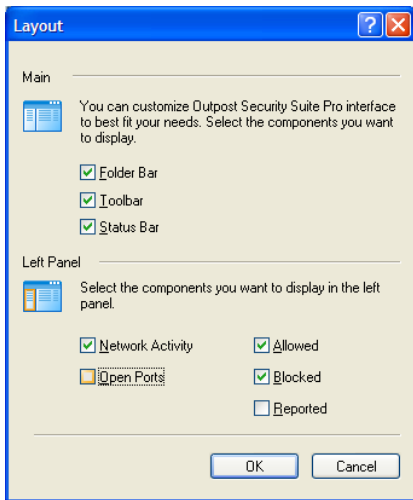 Layout
Main
You can customize Outpost Security Suite Pro interface
to best fit your needs. Select the components you want
to display.
Folder Bar
Toolbar
Status Bar
Left Panel
Select the components you want to display in the left
panel.
Network Activity
Allowed
Open Ports
Blocked
Reported
OK
Cancel